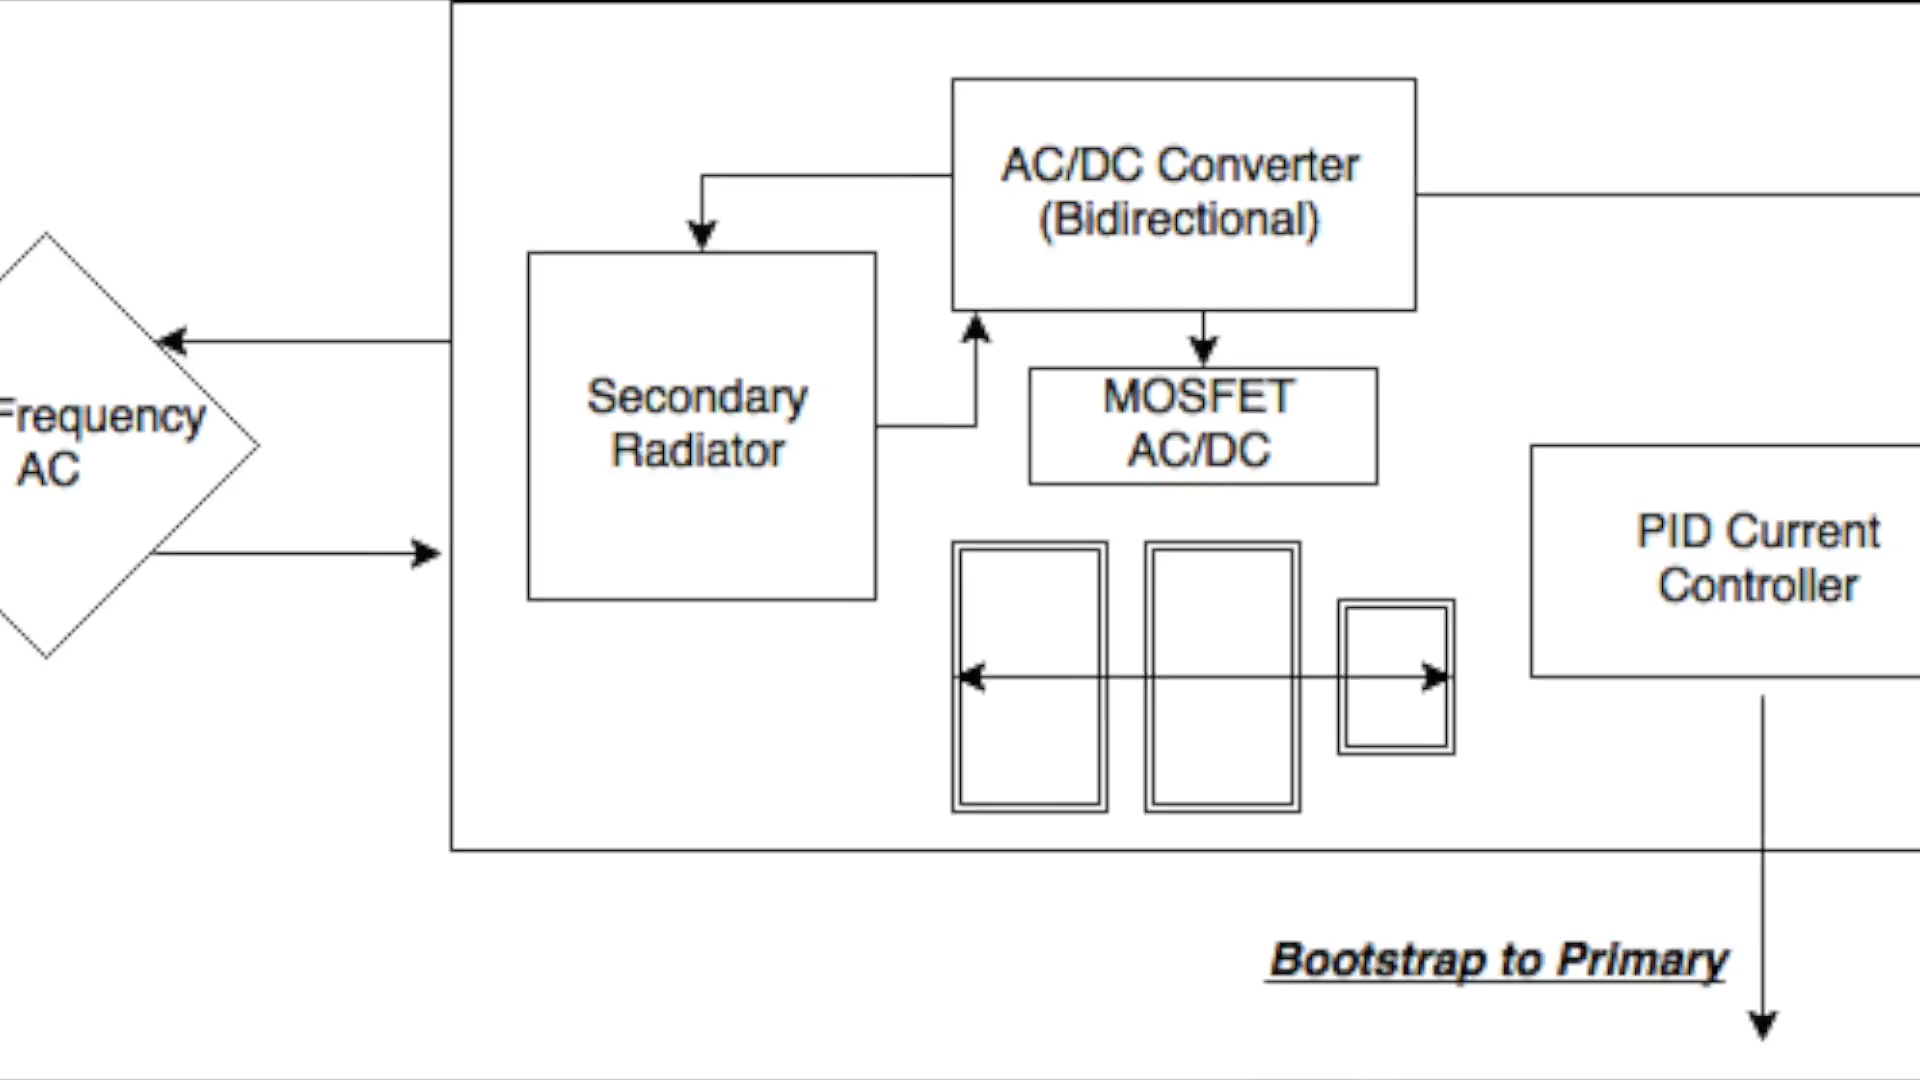 AC/DC Converter
(Bidirectional)
Frequency
AC
Secondary
Radiator
MOSFET
AC/DC
PID Current
Controller
Bootstrap to Primary